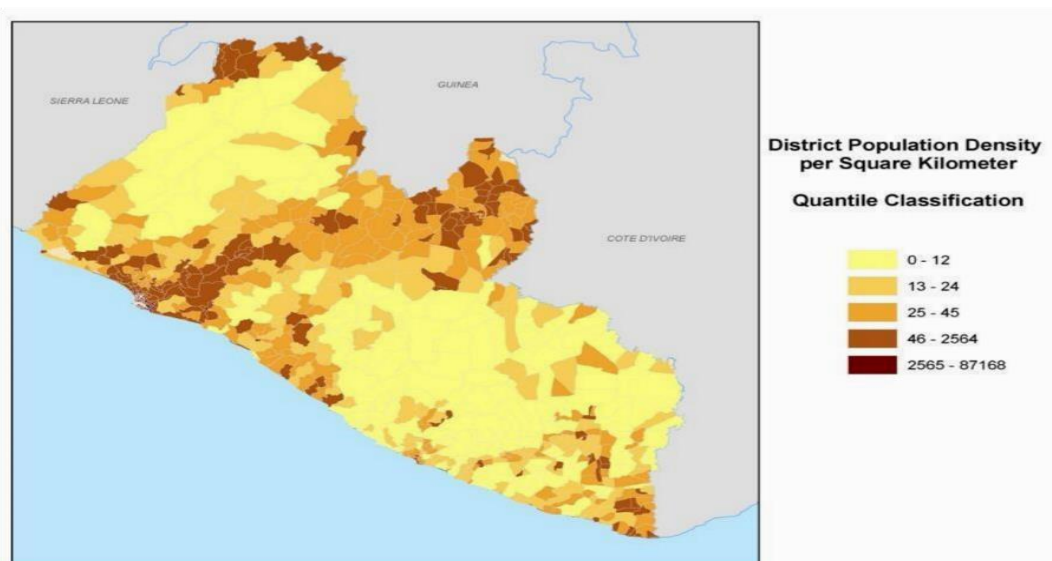 SIERRA LEONE
GUINEA
COTE D'IVOIRE
District Population Density
per Square Kilometer
Quantile Classification
0 - 12
13 - 24
25 - 45
46 - 2564
2565 - 87168